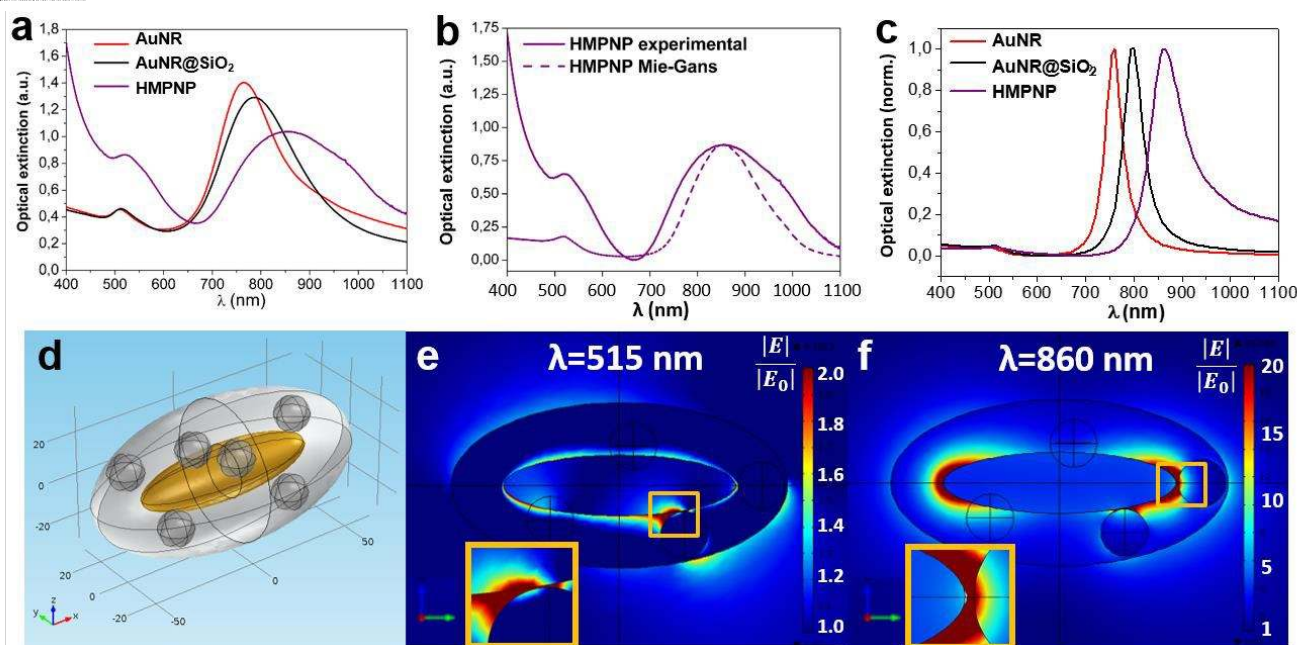 a
AuNR
AuNR@SiO₂
HMPNP
Optical extinction (a.u.)
1,8
1,6
1,4
1,2
1,0
0,8
0,6
0,4
0,2
0,0
400 500 600 700 800 900 1000 1100
λ (nm)
b
HMPNP experimental
HMPNP Mie-Gans
Optical extinction (a.u.)
1,75
1,50
1,25
1,00
0,75
0,50
0,25
0,00
400 500 600 700 800 900 1000 1100
λ (nm)
c
AuNR
AuNR@SiO₂
HMPNP
Optical extinction (norm.)
1,0
0,8
0,6
0,4
0,2
0,0
400 500 600 700 800 900 1000 1100
λ (nm)
d
20
0
-20
20
0
-20
-50
0
50
z
y
x
e
λ=515 nm
|E|
|E₀|
2.0
1.8
1.6
1.4
1.2
1.0
f
λ=860 nm
|E|
|E₀|
20
15
10
5
1